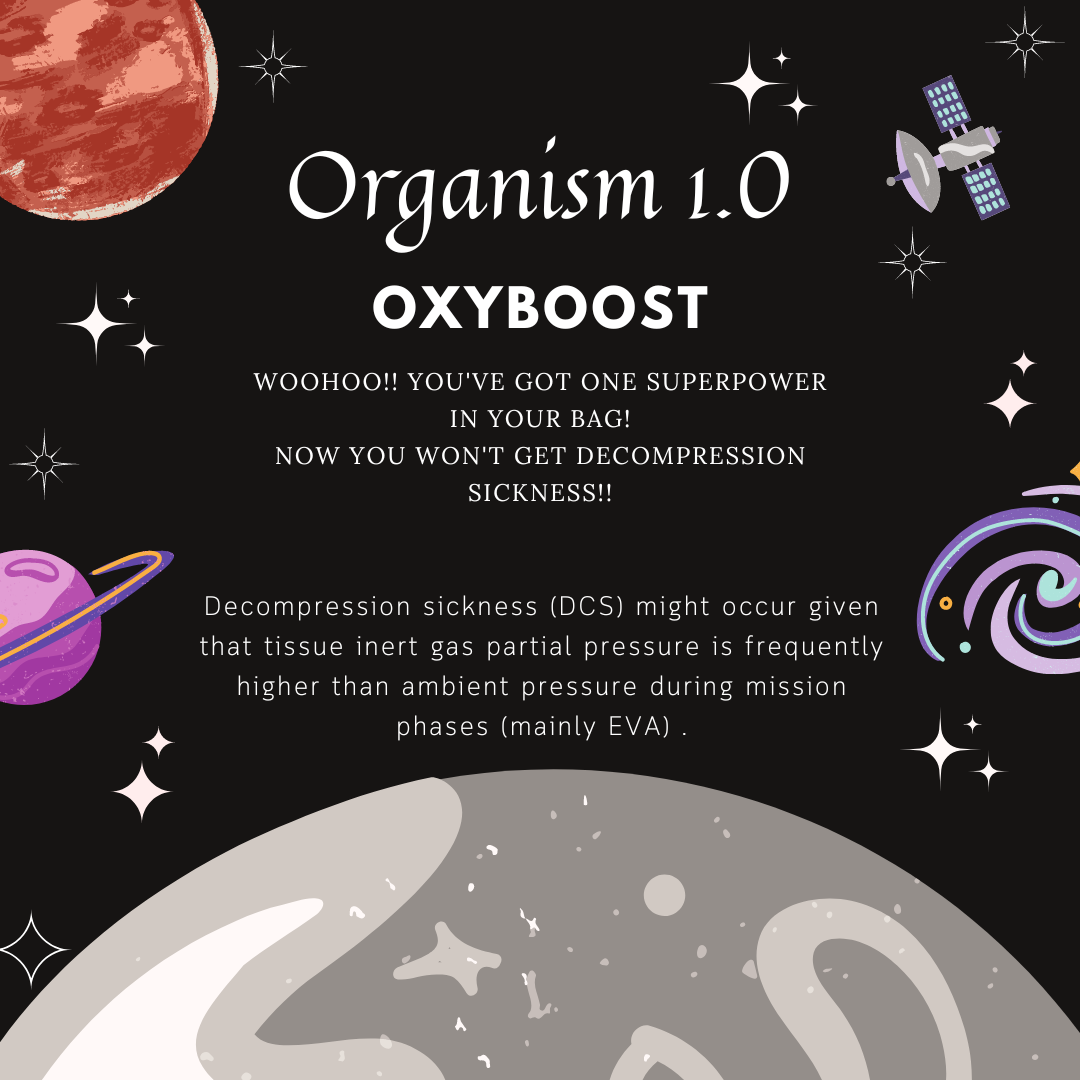 Organism 1.0
OXYBOOST
WOOHOO!! YOU'VE GOT ONE SUPERPOWER
IN YOUR BAG!
NOW YOU WON'T GET DECOMPRESSION
SICKNESS!!
Decompression sickness (DCS) might occur given
that tissue inert gas partial pressure is frequently
higher than ambient pressure during mission
phases (mainly EVA) .